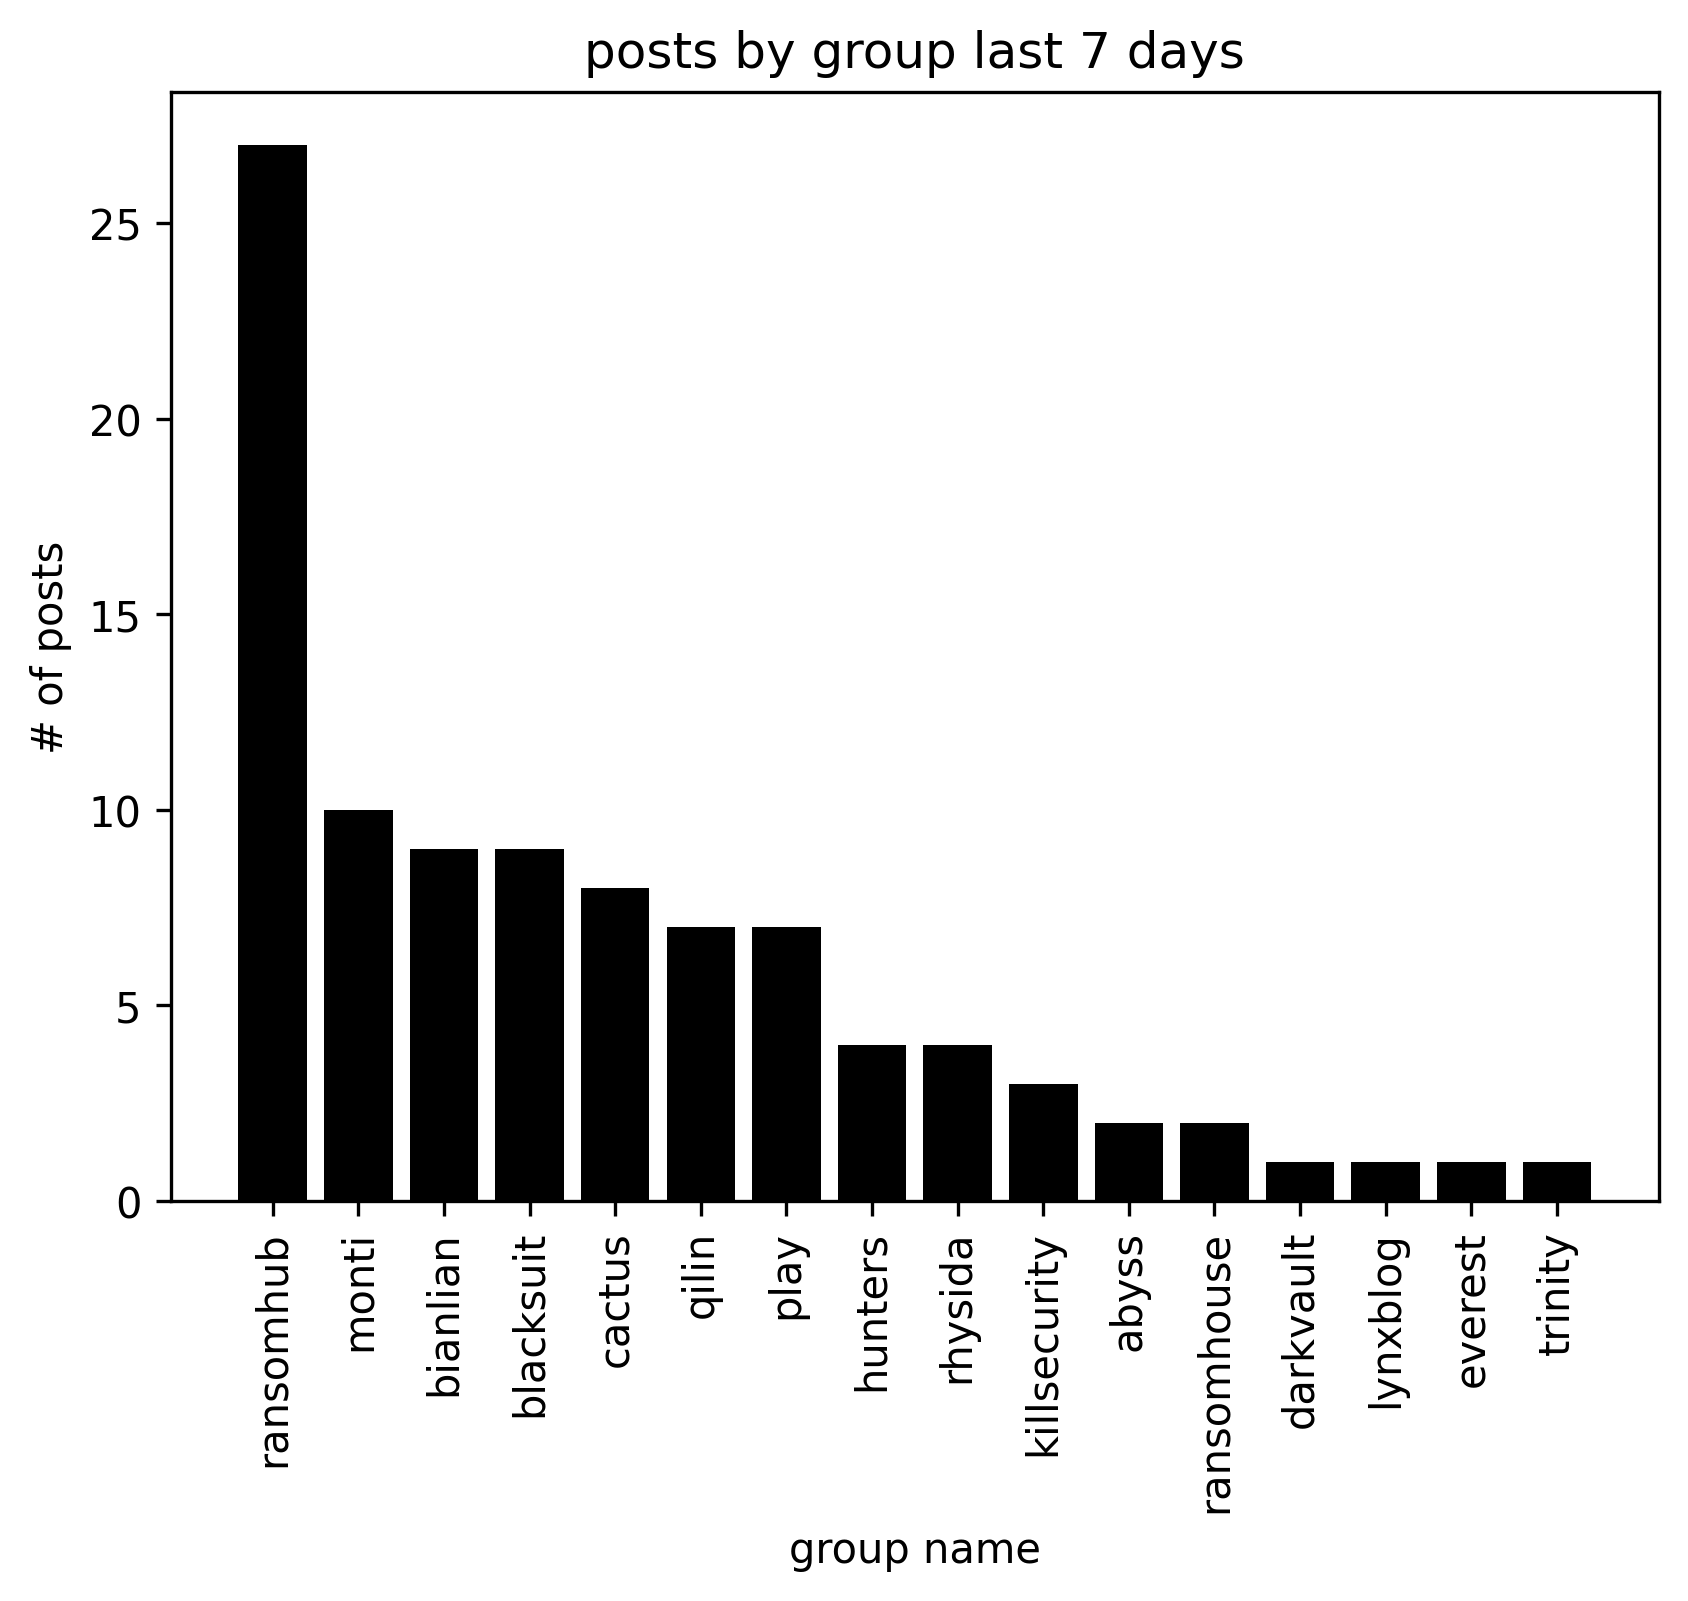 posts by group last 7 days
# of posts
25
20
15
10
5
0
ransomhub
monti
bianlian
blacksuit
cactus
qilin
play
hunters
rhysida
killsecurity
abyss
ransomhouse
darkvault
lynxblog
everest
trinity
group name